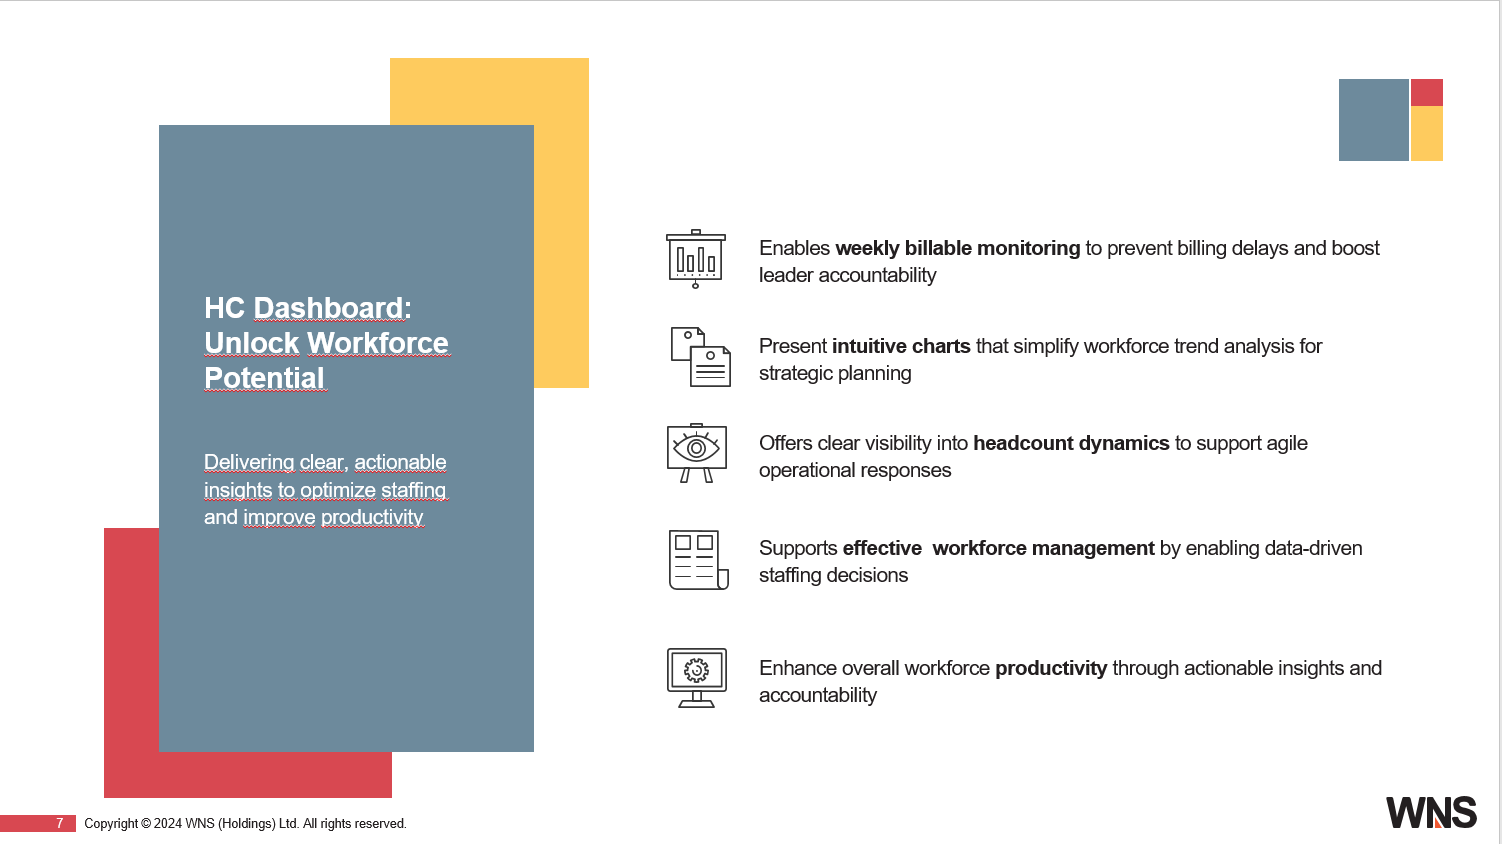 HC Dashboard:
Unlock Workforce
Potential
Delivering clear, actionable
insights to optimize staffing
and improve productivity
Enables weekly billable monitoring to prevent billing delays and boost
leader accountability
Present intuitive charts that simplify workforce trend analysis for
strategic planning
Offers clear visibility into headcount dynamics to support agile
operational responses
Supports effective  workforce management by enabling data-driven
staffing decisions
Enhance overall workforce productivity through actionable insights and
accountability
7 Copyright © 2024 WNS (Holdings) Ltd. All rights reserved.
WNS